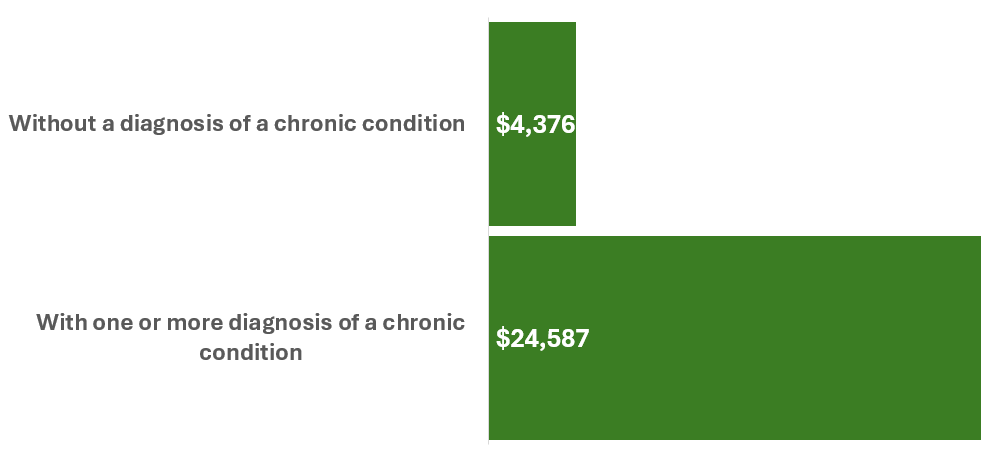 Without a diagnosis of a chronic condition
$4,376
With one or more diagnosis of a chronic
condition
$24,587